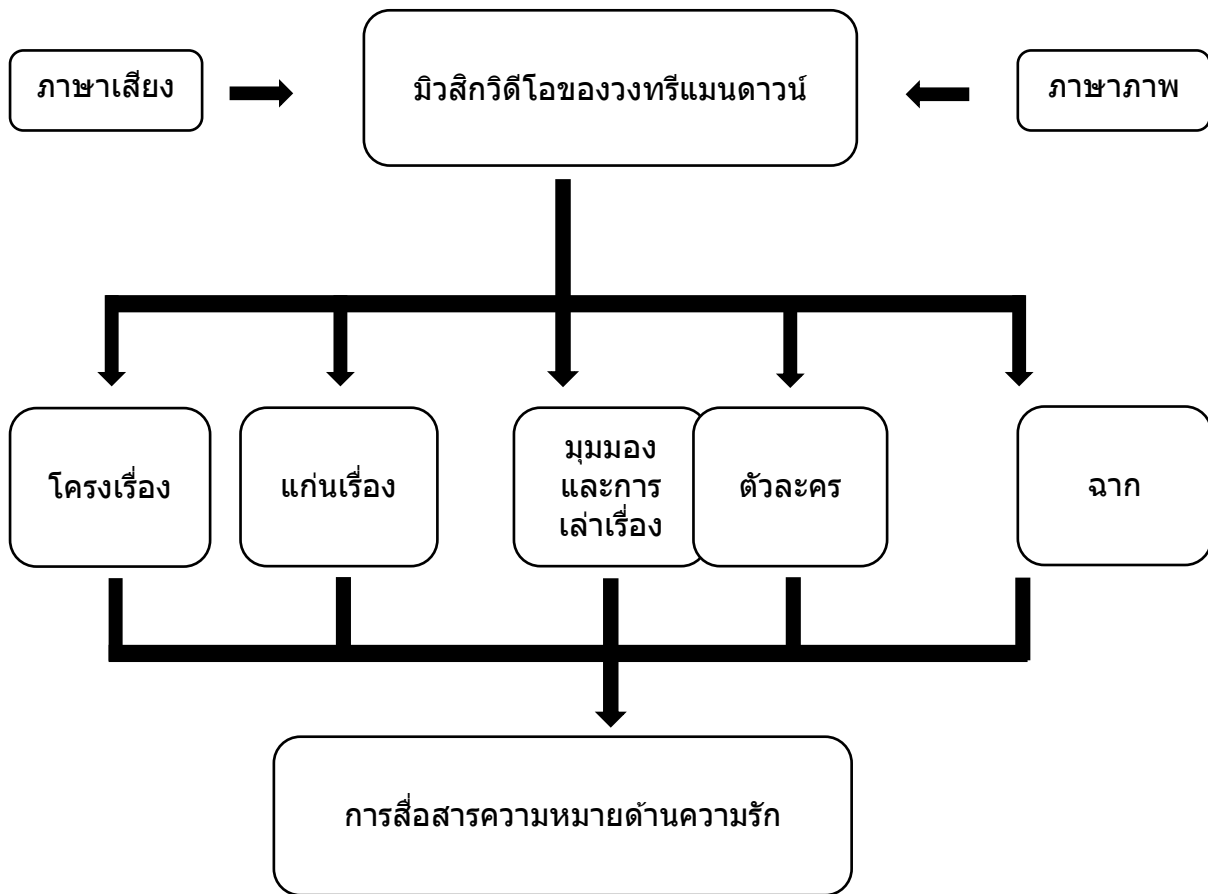 ภาษาเสียง
มิวสิกวิดีโอของวงทรีแมนดาวน์
ภาษาภาพ
โครงเรื่อง
แก่นเรื่อง
มุมมอง
และการ
เล่าเรื่อง
ตัวละคร
ฉาก
การสื่อสารความหมายด้านความรัก